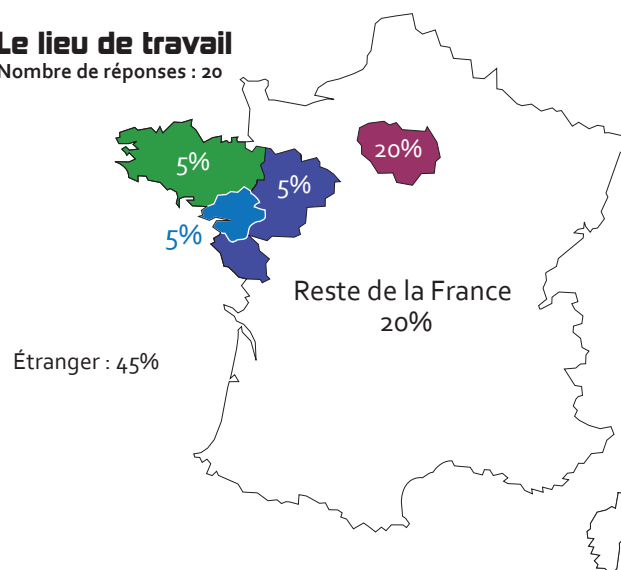 Le lieu de travail
Nombre de réponses : 20
5%
20%
5%
5%
Reste de la France
20%
Étranger : 45%